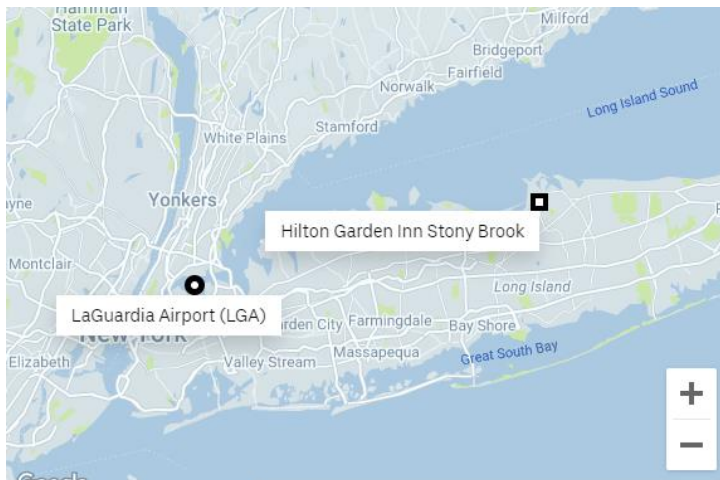 Harriman
State Park
Milford
Bridgeport
Fairfield
Norwalk
Long Island Sound
Stamford
White Plains
Yonkers
Hilton Garden Inn Stony Brook
Montclair
Long Island
LaGuardia Airport (LGA)
New York
Garden City
Farmingdale
Bay Shore
Massapequa
Great South Bay
Elizabeth
Valley Stream
+
−
Google